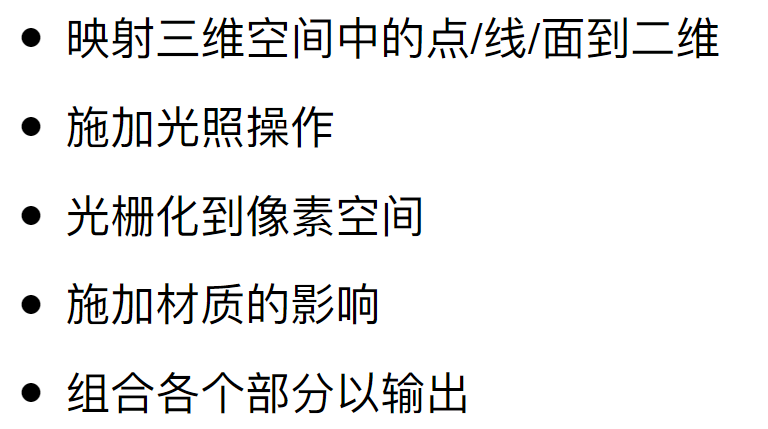 • 映射三维空间中的点/线/面到二维
• 施加光照操作
• 光栅化到像素空间
• 施加材质的影响
• 组合各个部分以输出